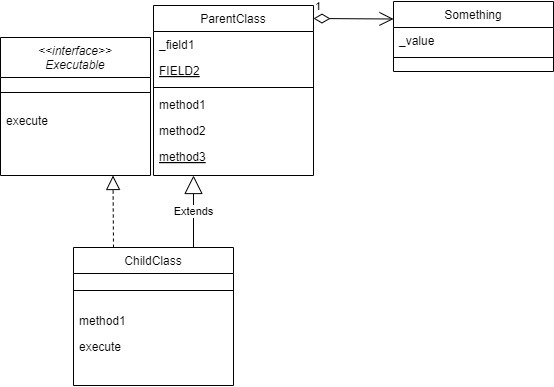 <<interface>>
Executable
execute
ParentClass
_field1
FIELD2
method1
method2
method3
1
Something
_value
Extends
ChildClass
method1
execute